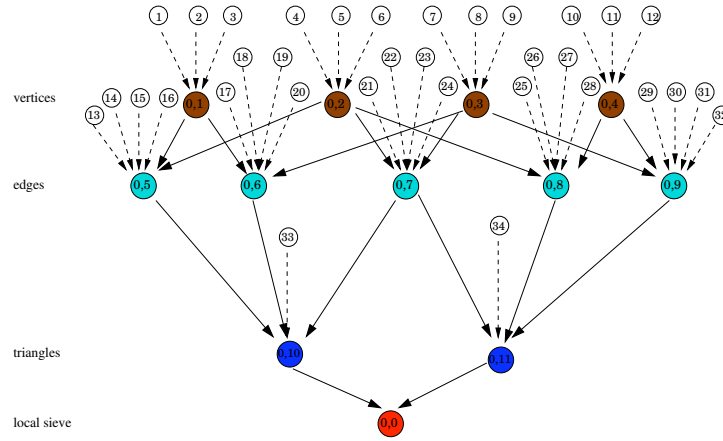 1 2 3 4 5 6 7 8 9 10 11 12
18 19 22 23 26 27
14 15 16 17 20 21 24 25 28 29 30 31
vertices 0,1 0,2 0,3 0,4
13 32
edges 0,5 0,6 0,7 0,8 0,9
33 34
triangles 0,10 0,11
local sieve 0,0